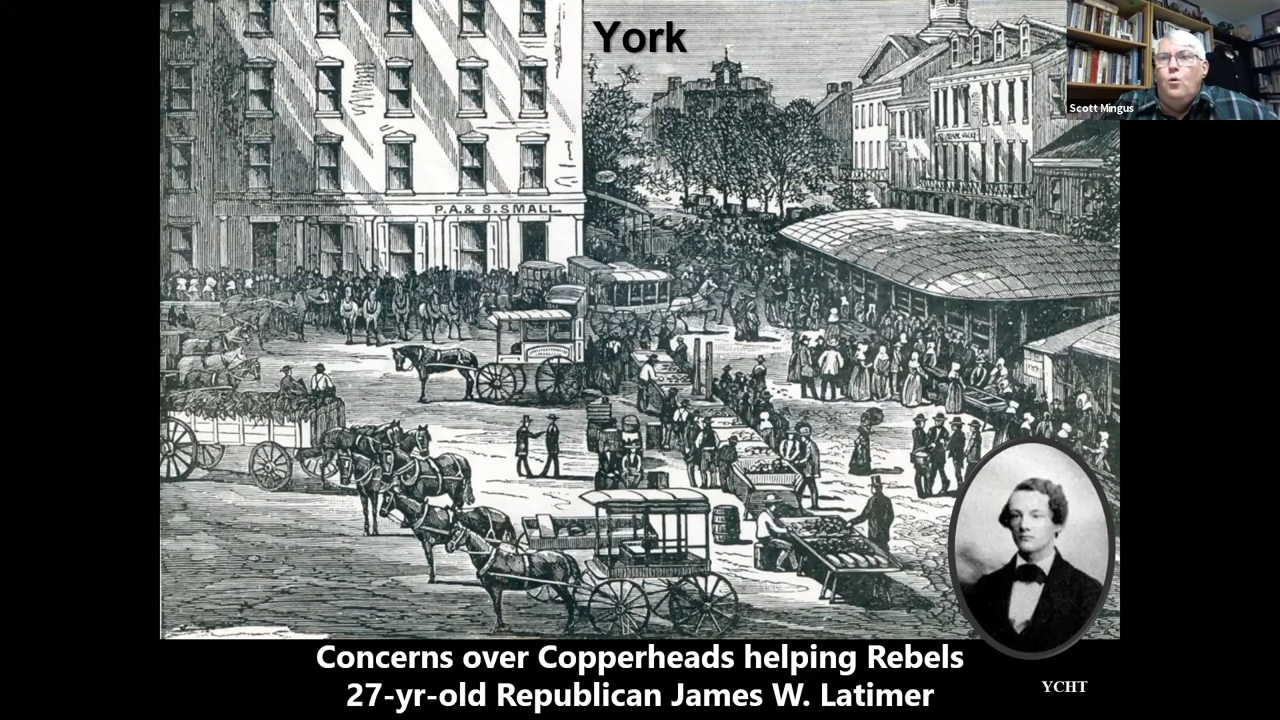 York
Scott Mingus
P.A.& S.SMALL.
Concerns over Copperheads helping Rebels
27-yr-old Republican James W. Latimer
YCHT